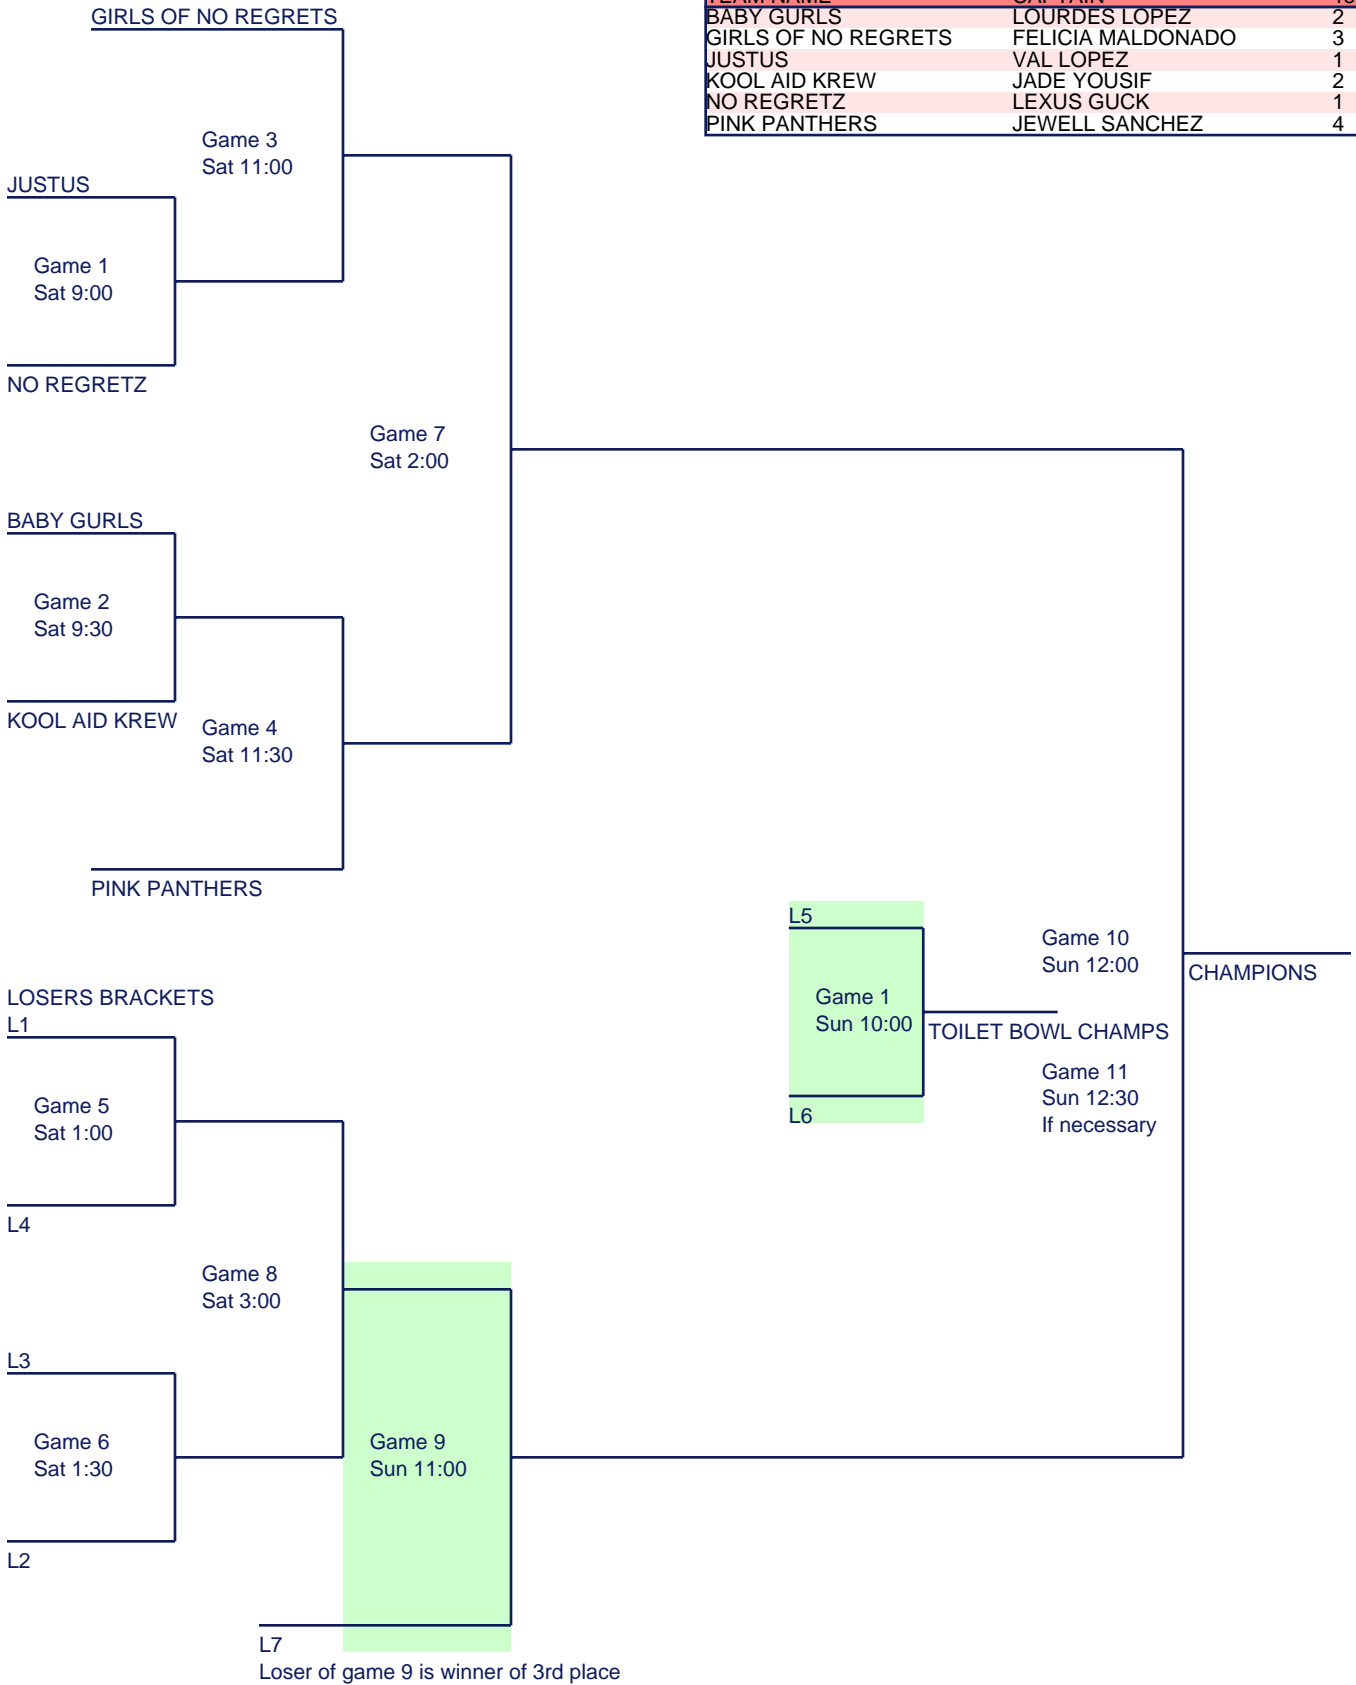 GIRLS OF NO REGRETS
TEAM NAME CAPTAIN
BABY GURLS LOURDES LOPEZ 2
GIRLS OF NO REGRETS FELICIA MALDONADO 3
JUSTUS VAL LOPEZ 1
KOOL AID KREW JADE YOUSIF 2
NO REGRETZ LEXUS GUCK 1
PINK PANTHERS JEWELL SANCHEZ 4
Game 3
Sat 11:00
JUSTUS
Game 1
Sat 9:00
NO REGRETZ
Game 7
Sat 2:00
BABY GURLS
Game 2
Sat 9:30
KOOL AID KREW
Game 4
Sat 11:30
PINK PANTHERS
L5
Game 10
Sun 12:00
CHAMPIONS
Game 1
Sun 10:00
TOILET BOWL CHAMPS
Game 11
Sun 12:30
If necessary
L6
LOSERS BRACKETS
L1
Game 5
Sat 1:00
L4
Game 8
Sat 3:00
L3
Game 6
Sat 1:30
Game 9
Sun 11:00
L2
L7
Loser of game 9 is winner of 3rd place